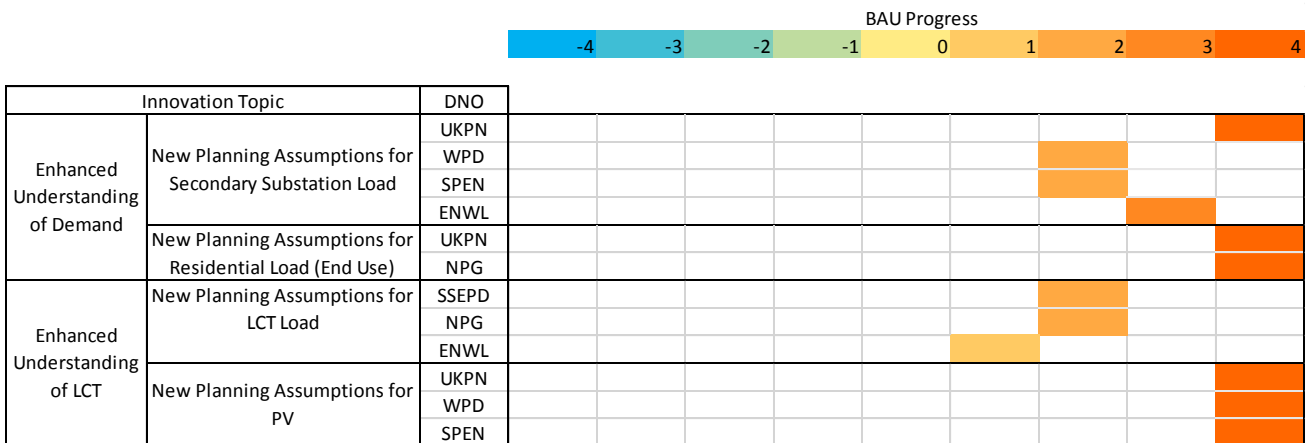 BAU Progress
-4 -3 -2 -1 0 1 2 3 4
Innovation Topic DNO
Enhanced
Understanding
of Demand
New Planning Assumptions for
Secondary Substation Load
UKPN
WPD
SPEN
ENWL
New Planning Assumptions for
Residential Load (End Use)
UKPN
NPG
Enhanced
Understanding
of LCT
New Planning Assumptions for
LCT Load
SSEPD
NPG
ENWL
New Planning Assumptions for
PV
UKPN
WPD
SPEN